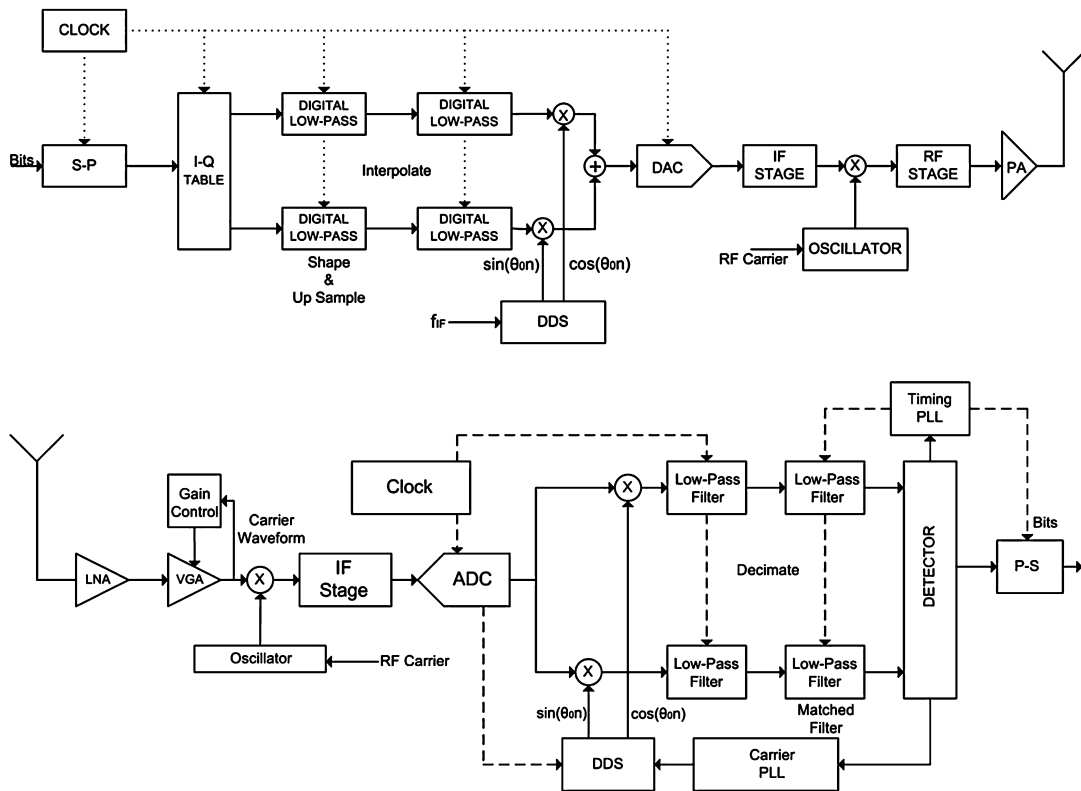 CLOCK
Bits
S-P
I-Q
TABLE
DIGITAL
LOW-PASS
DIGITAL
LOW-PASS
Interpolate
DIGITAL
LOW-PASS
DIGITAL
LOW-PASS
Shape
&
Up Sample
X
X
+
sin(θ₀n)
cos(θ₀n)
fIF
DDS
DAC
IF
STAGE
X
RF
STAGE
PA
RF Carrier
OSCILLATOR
Timing
PLL
Clock
Gain
Control
Carrier
Waveform
LNA
VGA
X
IF
Stage
ADC
Oscillator
RF Carrier
X
X
Low-Pass
Filter
Low-Pass
Filter
Decimate
Low-Pass
Filter
Low-Pass
Filter
Matched
Filter
DETECTOR
Bits
P-S
sin(θ₀n)
cos(θ₀n)
DDS
Carrier
PLL